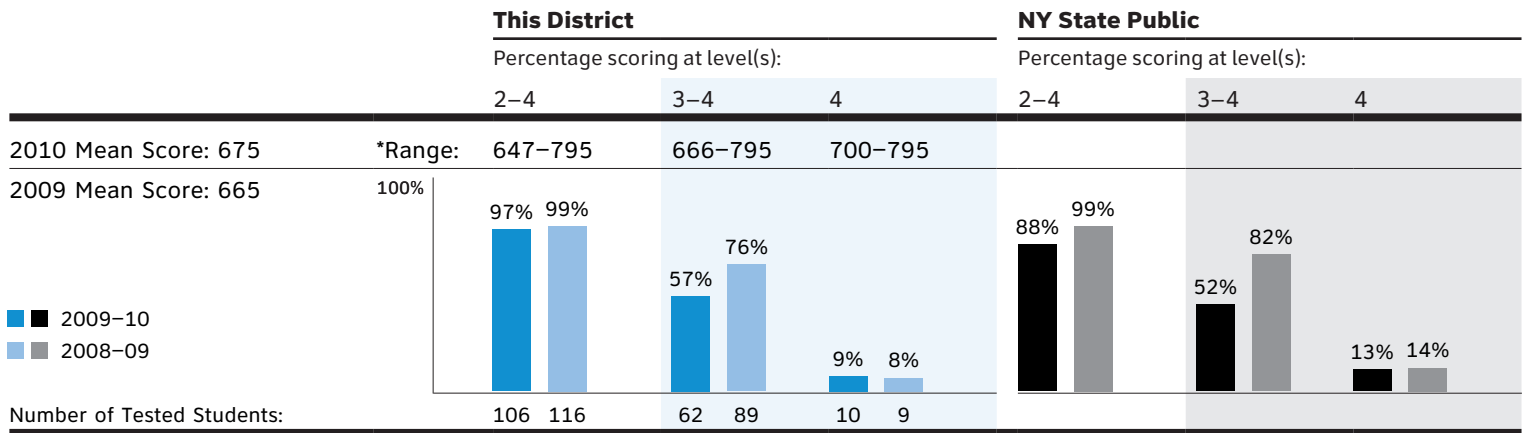 This District NY State Public
Percentage scoring at level(s): Percentage scoring at level(s):
2–4 3–4 4 2–4 3–4 4
2010 Mean Score: 675 *Range: 647–795 666–795 700–795
2009 Mean Score: 665 100%
97% 99% 57% 76% 9% 8% 88% 99% 52% 82% 13% 14%
2009–10
2008–09
Number of Tested Students: 106 116 62 89 10 9